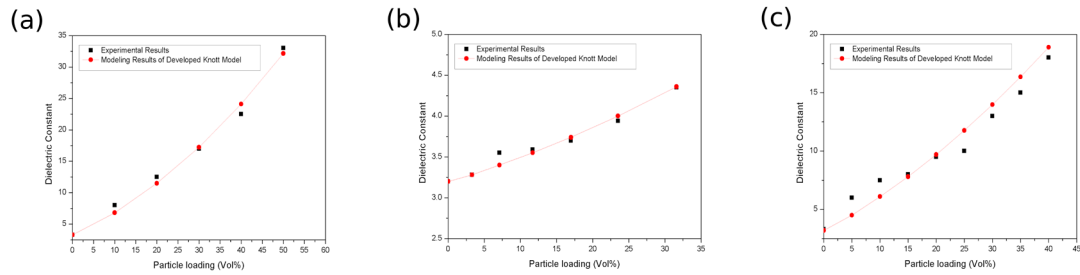 (a)
Experimental Results
Modeling Results of Developed Knott Model
Dielectric Constant
35
30
25
20
15
10
5
0 5 10 15 20 25 30 35 40 45 50 55 60
Particle loading (Vol%)
(b)
Experimental Results
Modeling Results of Developed Knott Model
Dielectric Constant
5.0
4.5
4.0
3.5
3.0
2.5
0 5 10 15 20 25 30 35
Particle loading (Vol%)
(c)
Experimental Results
Modeling Results of Developed Knott Model
Dielectric Constant
20
15
10
5
0 5 10 15 20 25 30 35 40 45
Particle loading (Vol%)